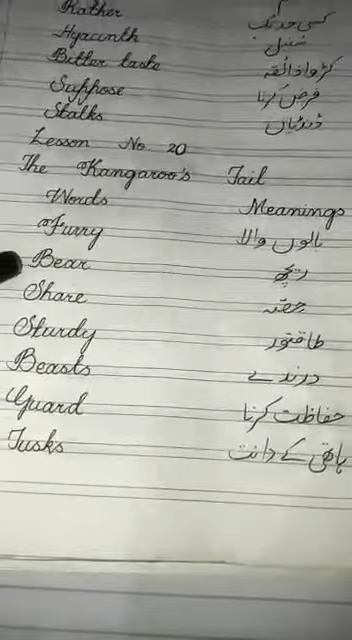 Rather کسی حد تک
Hyacinth سنبل
Bitter taste کڑوا ذائقہ
Suppose فرض کرنا
Stalks ڈنڈیاں
Lesson No. 20
The Kangaroo's Tail
Words Meanings
Furry بالوں والا
Bear ریچھ
Share حصّہ
Sturdy طاقتور
Beasts درندے
Guard حفاظت کرنا
Tusks ہاتھی کے دانت